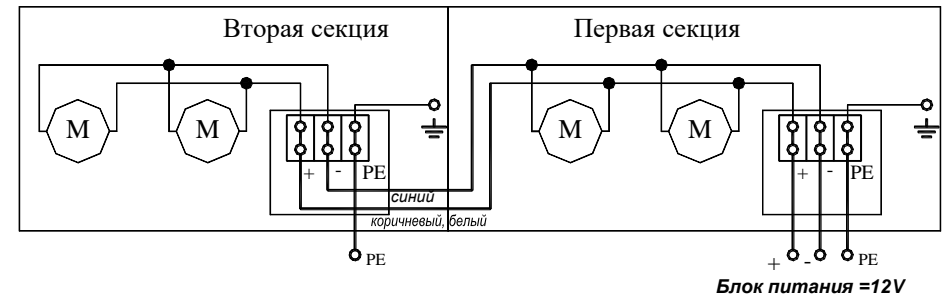 Вторая секция
Первая секция
М
М
М
М
+ - PE
+ - PE
синий
коричневый, белый
PE
+ - PE
Блок питания =12V